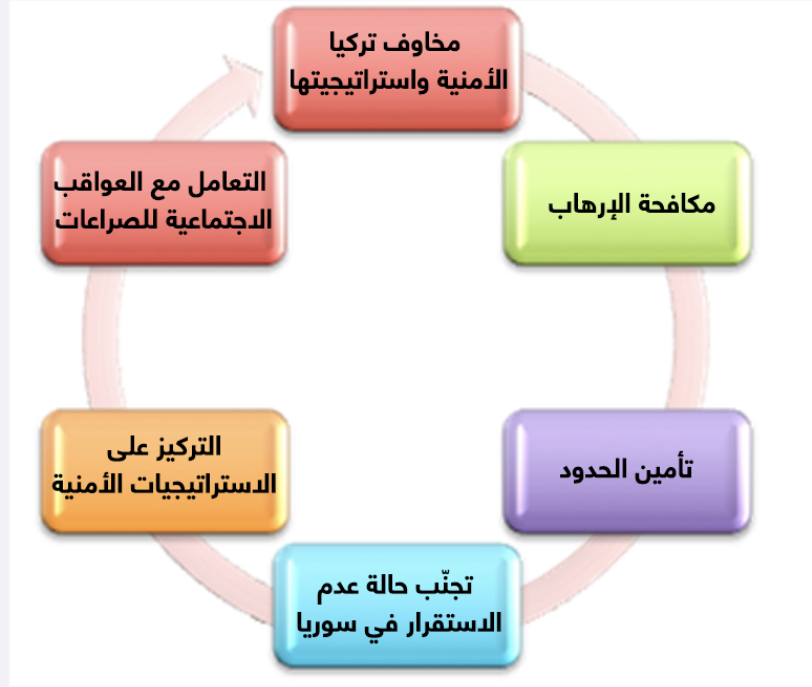 مخاوف تركيا
الأمنية واستراتيجيتها
مكافحة الإرهاب
تأمين الحدود
تجنّب حالة عدم
الاستقرار في سوريا
التركيز على
الاستراتيجيات الأمنية
التعامل مع العواقب
الاجتماعية للصراعات